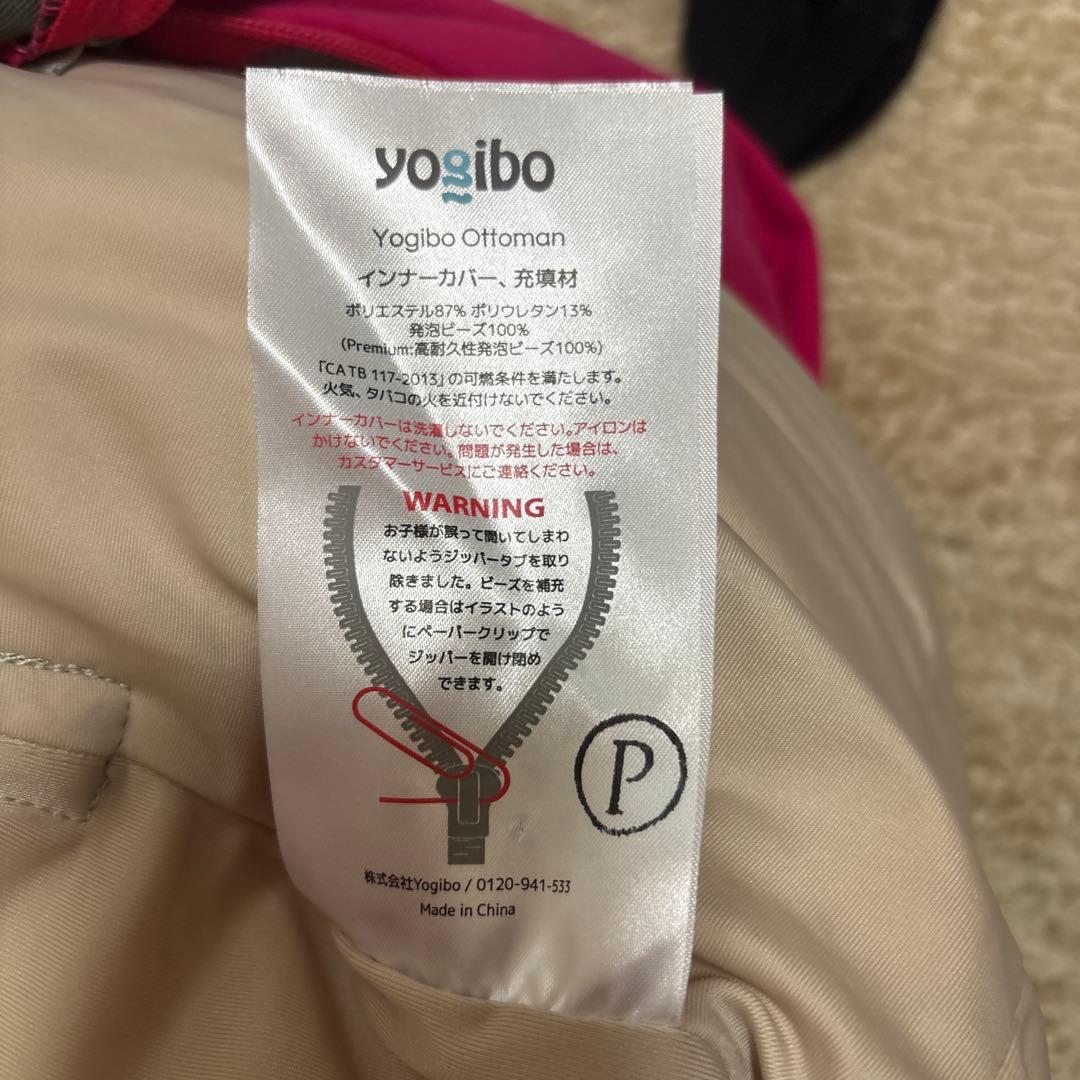 yogibo
Yogibo Ottoman
インナーカバー、充填材
ポリエステル87% ポリウレタン13%
発泡ビーズ100%
(Premium:高耐久性発泡ビーズ100%)
「CA TB 117-2013」の可燃条件を満たします。
火気、タバコの火を近付けないでください。
インナーカバーは洗濯しないでください。アイロンは
かけないでください。問題が発生した場合は、
カスタマーサービスにご連絡ください。
WARNING
お子様が誤って開いてしまわ
ないようジッパータブを取り
除きました。ビーズを補充
する場合はイラストのよう
にペーパークリップで
ジッパーを開け閉め
できます。
P
株式会社Yogibo / 0120-941-533
Made in China